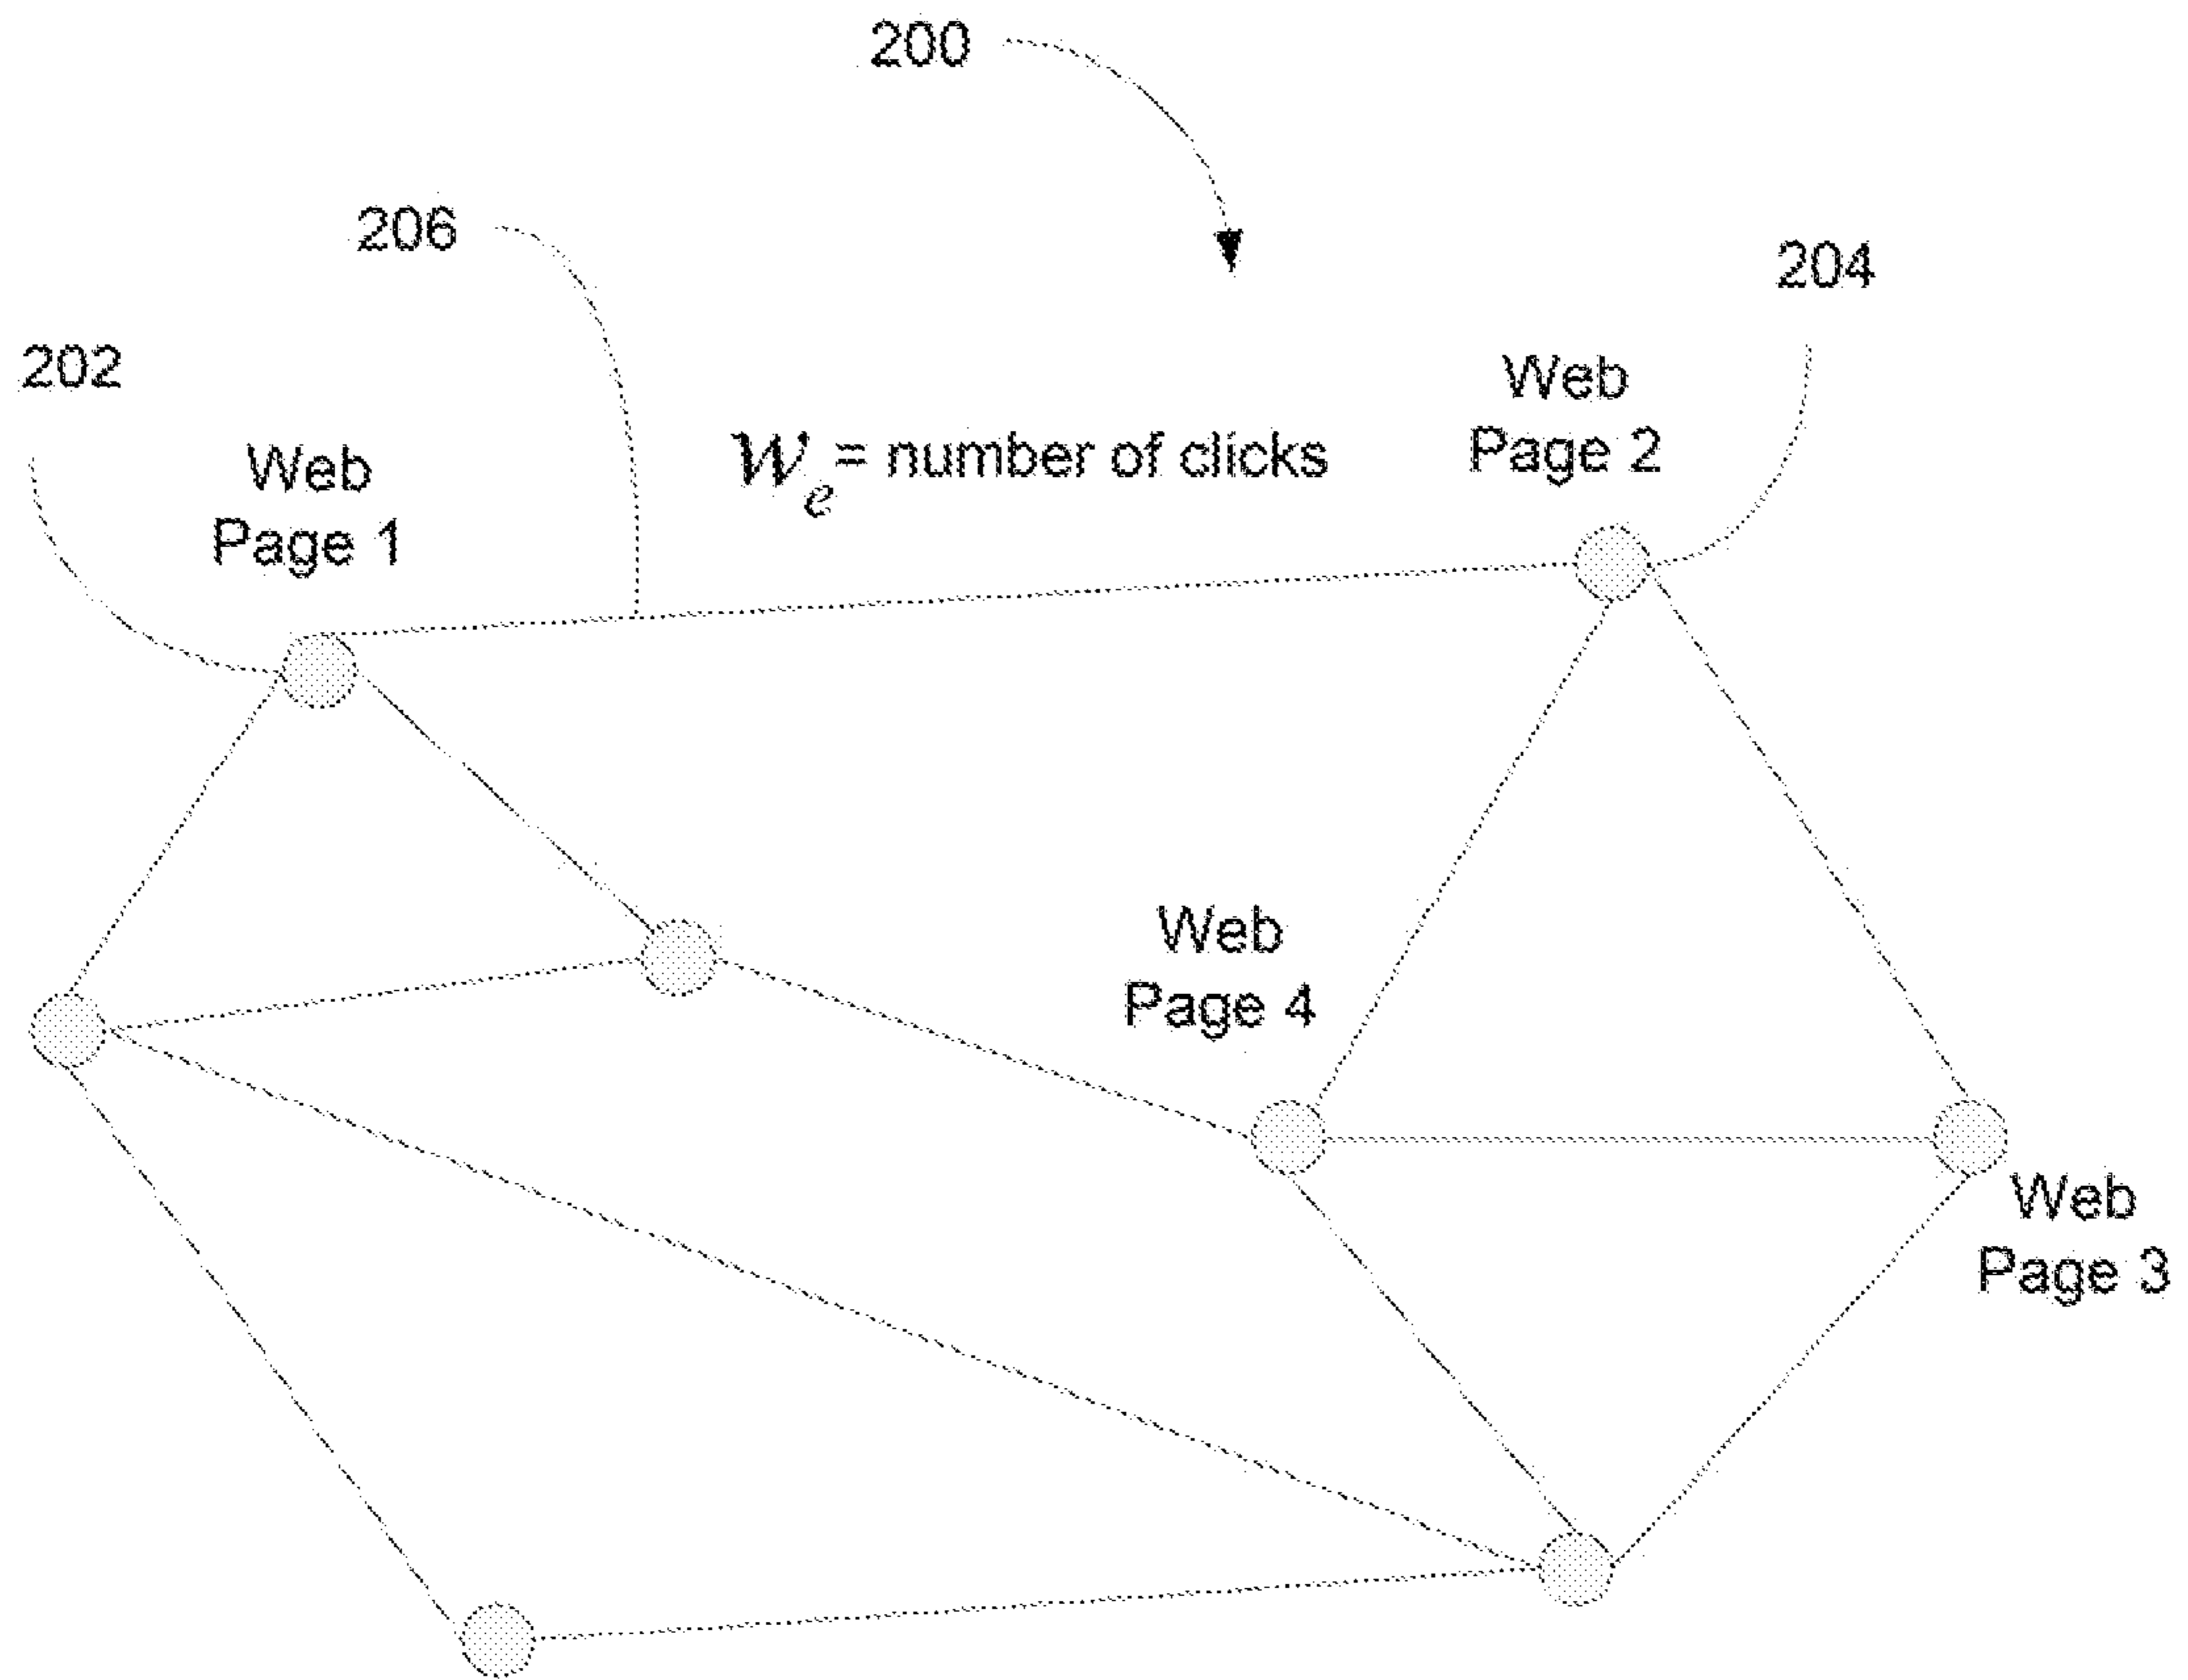 200
206
204
202
Web
Page 2
𝒲e = number of clicks
Web
Page 1
Web
Page 4
Web
Page 3